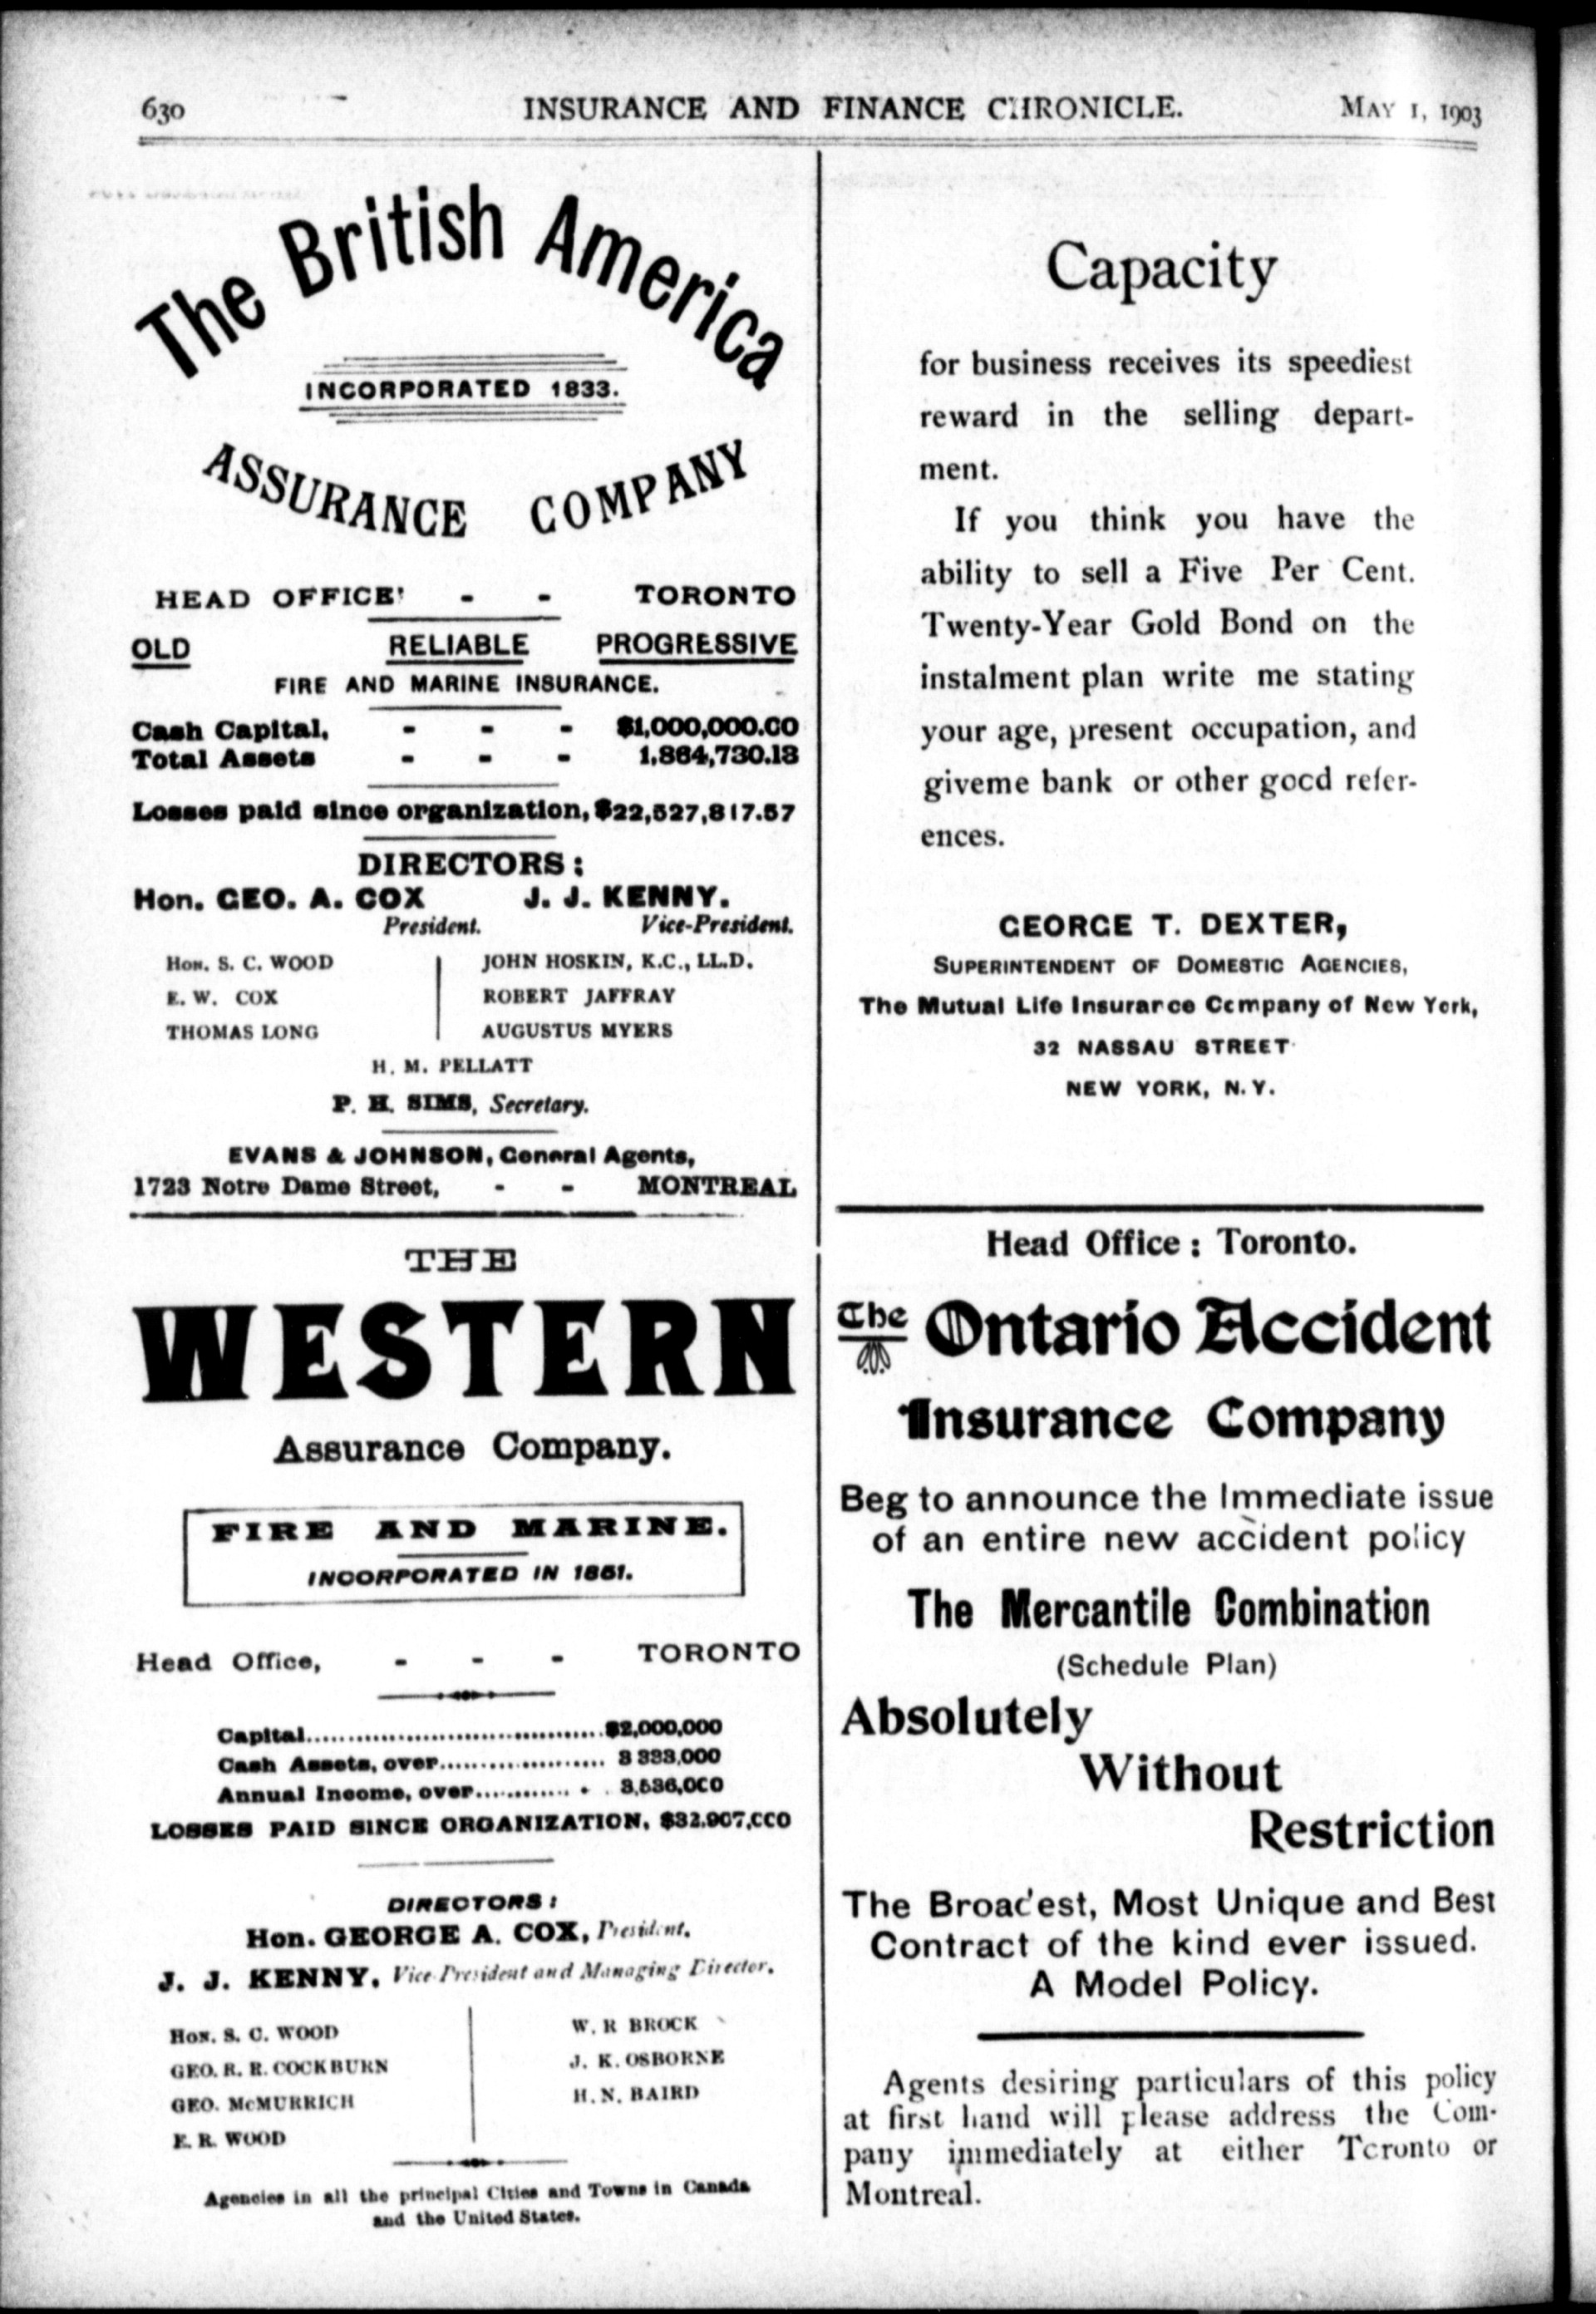 630 INSURANCE AND FINANCE CHRONICLE. MAY 1, 1903
The British America
INCORPORATED 1833.
ASSURANCE COMPANY
HEAD OFFICE - - TORONTO
OLD RELIABLE PROGRESSIVE
FIRE AND MARINE INSURANCE.
Cash Capital, - - - $1,000,000.00
Total Assets - - - 1,864,730.13
Losses paid since organization, $22,527,817.57
DIRECTORS:
Hon. GEO. A. COX J. J. KENNY.
President. Vice-President.
Hon. S. C. WOOD JOHN HOSKIN, K.C., LL.D.
E. W. COX ROBERT JAFFRAY
THOMAS LONG AUGUSTUS MYERS
H. M. PELLATT
P. H. SIMS, Secretary.
EVANS & JOHNSON, General Agents,
1723 Notre Dame Street, - - MONTREAL
THE
WESTERN
Assurance Company.
FIRE AND MARINE.
INCORPORATED IN 1851.
Head Office, - - - TORONTO
Capital.................................... $2,000,000
Cash Assets, over.................... 3 333,000
Annual Income, over............ 3,536,000
LOSSES PAID SINCE ORGANIZATION, $32,907,000
DIRECTORS:
Hon. GEORGE A. COX, President.
J. J. KENNY, Vice-President and Managing Director.
Hon. S. C. WOOD W. R BROCK
GEO. R. R. COCKBURN J. K. OSBORNE
GEO. McMURRICH H. N. BAIRD
E. R. WOOD
Agencies in all the principal Cities and Towns in Canada
and the United States.
Capacity
for business receives its speediest
reward in the selling depart-
ment.
If you think you have the
ability to sell a Five Per Cent.
Twenty-Year Gold Bond on the
instalment plan write me stating
your age, present occupation, and
giveme bank or other good refer-
ences.
GEORGE T. DEXTER,
SUPERINTENDENT OF DOMESTIC AGENCIES,
The Mutual Life Insurance Company of New York,
32 NASSAU STREET
NEW YORK, N.Y.
Head Office: Toronto.
The Ontario Accident
Insurance Company
Beg to announce the Immediate issue
of an entire new accident policy
The Mercantile Combination
(Schedule Plan)
Absolutely
Without
Restriction
The Broadest, Most Unique and Best
Contract of the kind ever issued.
A Model Policy.
Agents desiring particulars of this policy
at first hand will please address the Com-
pany immediately at either Toronto or
Montreal.